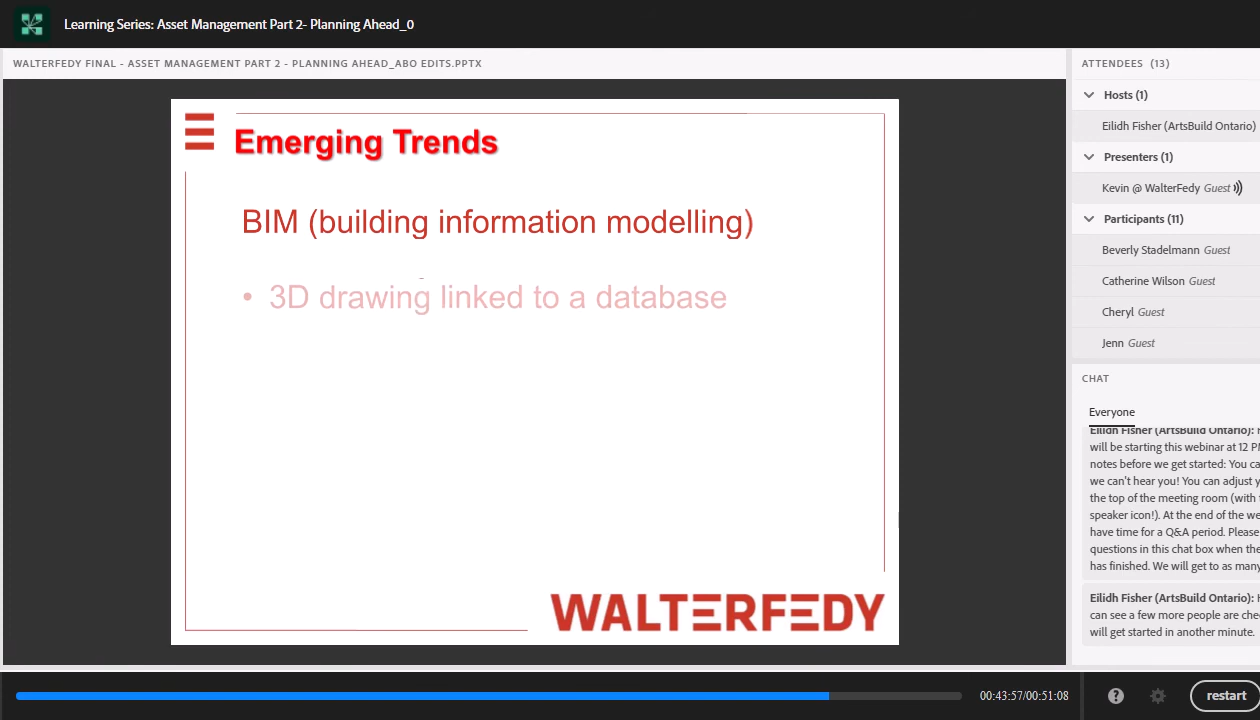 Learning Series: Asset Management Part 2- Planning Ahead_0
WALTERFEDY FINAL - ASSET MANAGEMENT PART 2 - PLANNING AHEAD_ABO EDITS.PPTX
Emerging Trends
BIM (building information modelling)
• 3D drawing linked to a database
WALTERFEDY
ATTENDEES (13)
Hosts (1)
Eilidh Fisher (ArtsBuild Ontario)
Presenters (1)
Kevin @ WalterFedy Guest
Participants (11)
Beverly Stadelmann Guest
Catherine Wilson Guest
Cheryl Guest
Jenn Guest
CHAT
Everyone
Eilidh Fisher (ArtsBuild Ontario):
will be starting this webinar at 12
notes before we get started: You
we can't hear you! You can adjust
the top of the meeting room (with
speaker icon!). At the end of the
have time for a Q&A period. Please
questions in this chat box when
has finished. We will get to as many
Eilidh Fisher (ArtsBuild Ontario):
can see a few more people are
will get started in another minute.
00:43:57/00:51:08
restart